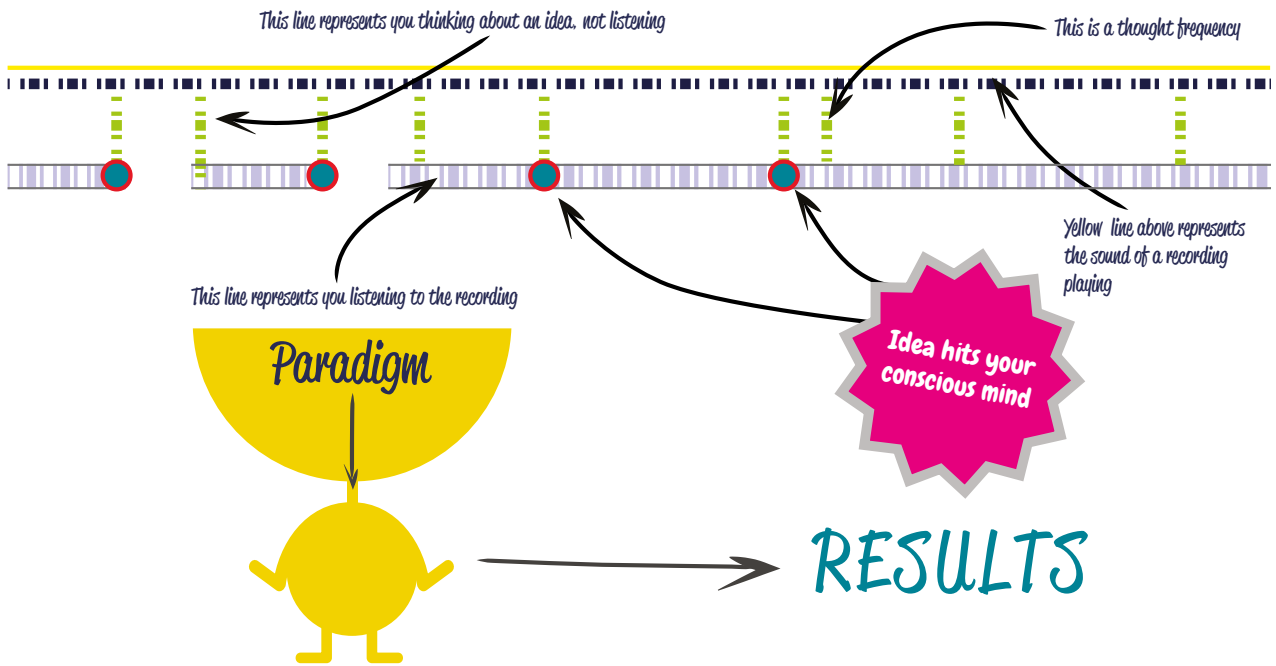 This line represents you thinking about an idea, not listening
This is a thought frequency
Yellow line above represents
the sound of a recording
playing
This line represents you listening to the recording
Paradigm
Idea hits your
conscious mind
RESULTS